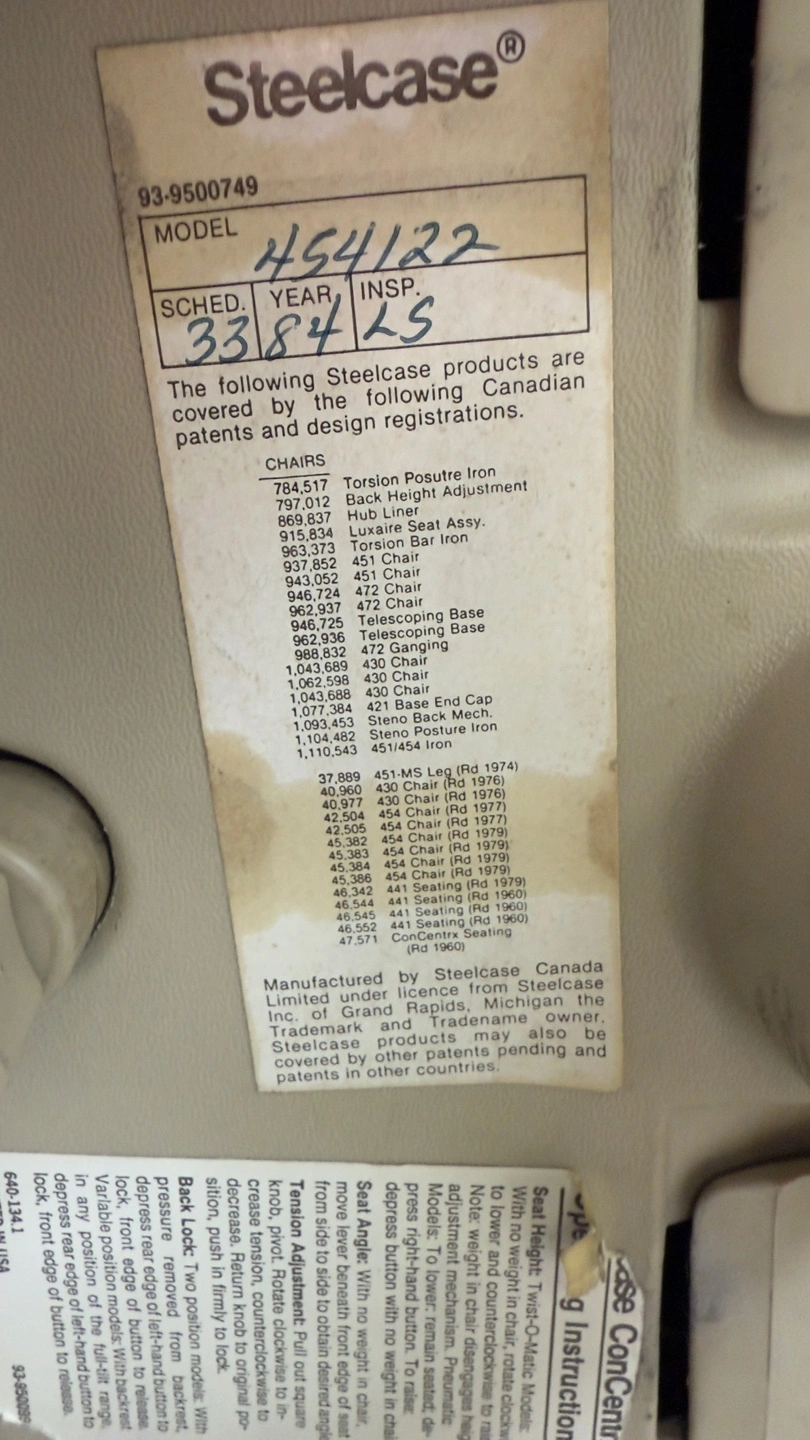 Steelcase®
93-9500749
MODEL 454122
SCHED. YEAR INSP.
33 84 LS
The following Steelcase products are
covered by the following Canadian
patents and design registrations.
CHAIRS
784,517 Torsion Posutre Iron
797,012 Back Height Adjustment
869,837 Hub Liner
915,834 Luxaire Seat Assy.
963,373 Torsion Bar Iron
937,852 451 Chair
943,052 451 Chair
946,724 472 Chair
962,937 472 Chair
946,725 Telescoping Base
962,936 Telescoping Base
988,832 472 Ganging
1,043,689 430 Chair
1,062,598 430 Chair
1,043,688 430 Chair
1,077,384 421 Base End Cap
1,093,453 Steno Back Mech.
1,104,482 Steno Posture Iron
1,110,543 451/454 Iron
37,889 451-MS Leg (Rd 1974)
40,960 430 Chair (Rd 1976)
40,977 430 Chair (Rd 1976)
42,504 454 Chair (Rd 1977)
42,505 454 Chair (Rd 1977)
45,382 454 Chair (Rd 1979)
45,383 454 Chair (Rd 1979)
45,384 454 Chair (Rd 1979)
45,386 454 Chair (Rd 1979)
46,342 441 Seating (Rd 1979)
46,544 441 Seating (Rd 1960)
46,545 441 Seating (Rd 1960)
46,552 441 Seating (Rd 1960)
47,571 ConCentrx Seating
(Rd 1960)
Manufactured by Steelcase Canada
Limited under licence from Steelcase
Inc. of Grand Rapids, Michigan the
Trademark and Tradename owner.
Steelcase products may also be
covered by other patents pending and
patents in other countries.
ase ConCentr
g Instruction
Seat Height: Twist-O-Matic Models:
With no weight in chair, rotate clockw
to lower and counterclockwise to rai
Note: weight in chair disengages heig
adjustment mechanism. Pneumatic
Models: To lower: remain seated; de-
press right-hand button. To raise:
depress button with no weight in chai
Seat Angle: With no weight in chair,
move lever beneath front edge of seat
from side to side to obtain desired angle
Tension Adjustment: Pull out square
knob, pivot. Rotate clockwise to in-
crease tension, counterclockwise to
decrease. Return knob to original po-
sition, push in firmly to lock.
Back Lock: Two position models: With
pressure removed from backrest,
depress rear edge of left-hand button to
lock, front edge of button to release.
Variable position models: With backrest
in any position of the full-tilt range,
depress rear edge of left-hand button to
lock, front edge of button to release.
640-134.1 93-950089
IN USA